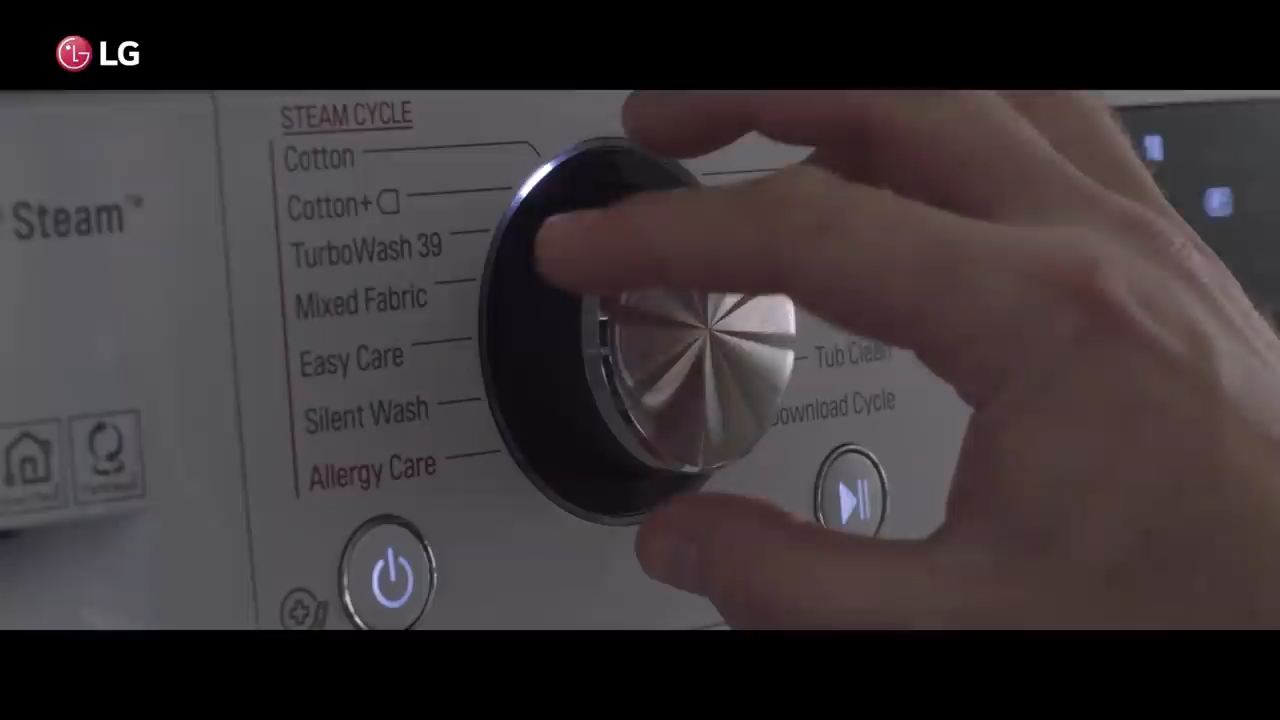 LG
STEAM CYCLE
Cotton
Cotton+
TurboWash 39
Mixed Fabric
Easy Care
Silent Wash
Allergy Care
Steam™
Tub Clean
Download Cycle